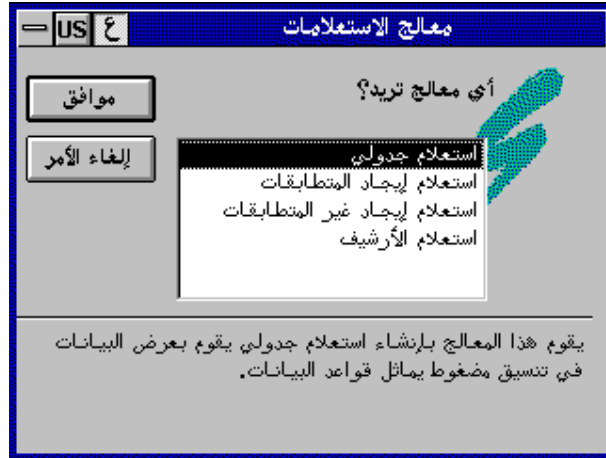 معالج الاستعلامات
ع US
أي معالج تريد؟
موافق
إلغاء الأمر
استعلام جدولي
استعلام إيجاد المتطابقات
استعلام إيجاد غير المتطابقات
استعلام الأرشيف
يقوم هذا المعالج بإنشاء استعلام جدولي يقوم بعرض البيانات
في تنسيق مضغوط يماثل قواعد البيانات.